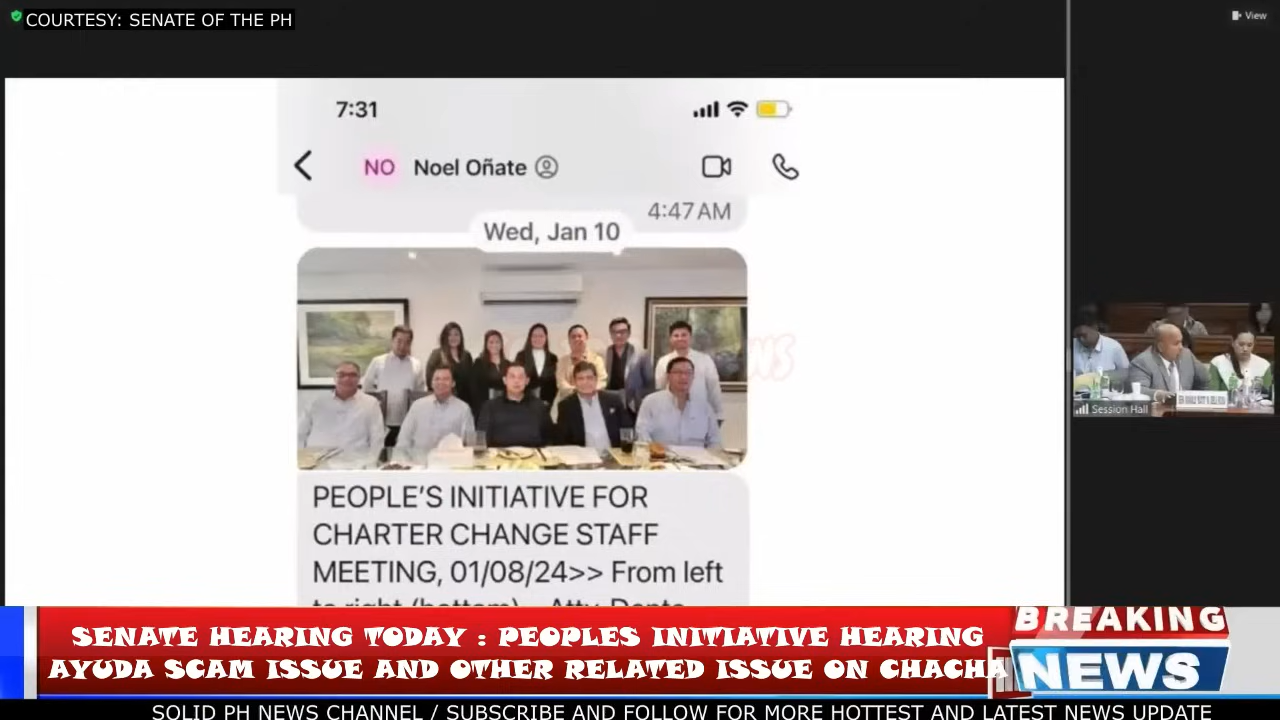 COURTESY: SENATE OF THE PH
View
7:31
NO Noel Oñate
4:47 AM
Wed, Jan 10
PEOPLE'S INITIATIVE FOR
CHARTER CHANGE STAFF
MEETING, 01/08/24>> From left
to right (bottom)
Session Hall
SENATE HEARING TODAY : PEOPLES INITIATIVE HEARING
AYUDA SCAM ISSUE AND OTHER RELATED ISSUE ON CHACHA
BREAKING
NEWS
SOLID PH NEWS CHANNEL / SUBSCRIBE AND FOLLOW FOR MORE HOTTEST AND LATEST NEWS UPDATE